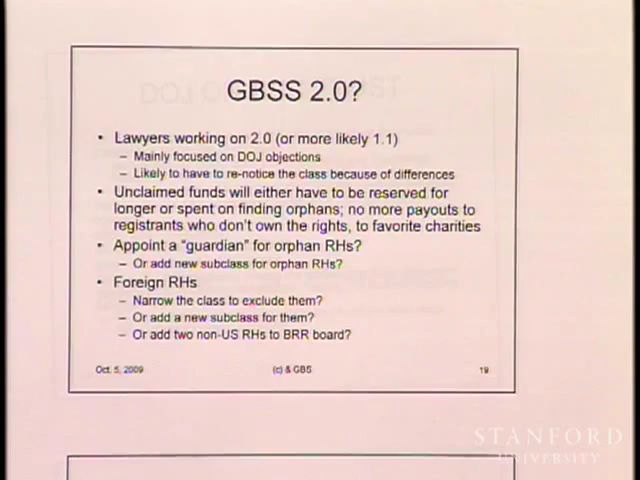 GBSS 2.0?
• Lawyers working on 2.0 (or more likely 1.1)
– Mainly focused on DOJ objections
– Likely to have to re-notice the class because of differences
• Unclaimed funds will either have to be reserved for
longer or spent on finding orphans; no more payouts to
registrants who don't own the rights, to favorite charities
• Appoint a "guardian" for orphan RHs?
– Or add new subclass for orphan RHs?
• Foreign RHs
– Narrow the class to exclude them?
– Or add a new subclass for them?
– Or add two non-US RHs to BRR board?
Oct. 5, 2009 (c) & GBS 19
STANFORD
UNIVERSITY